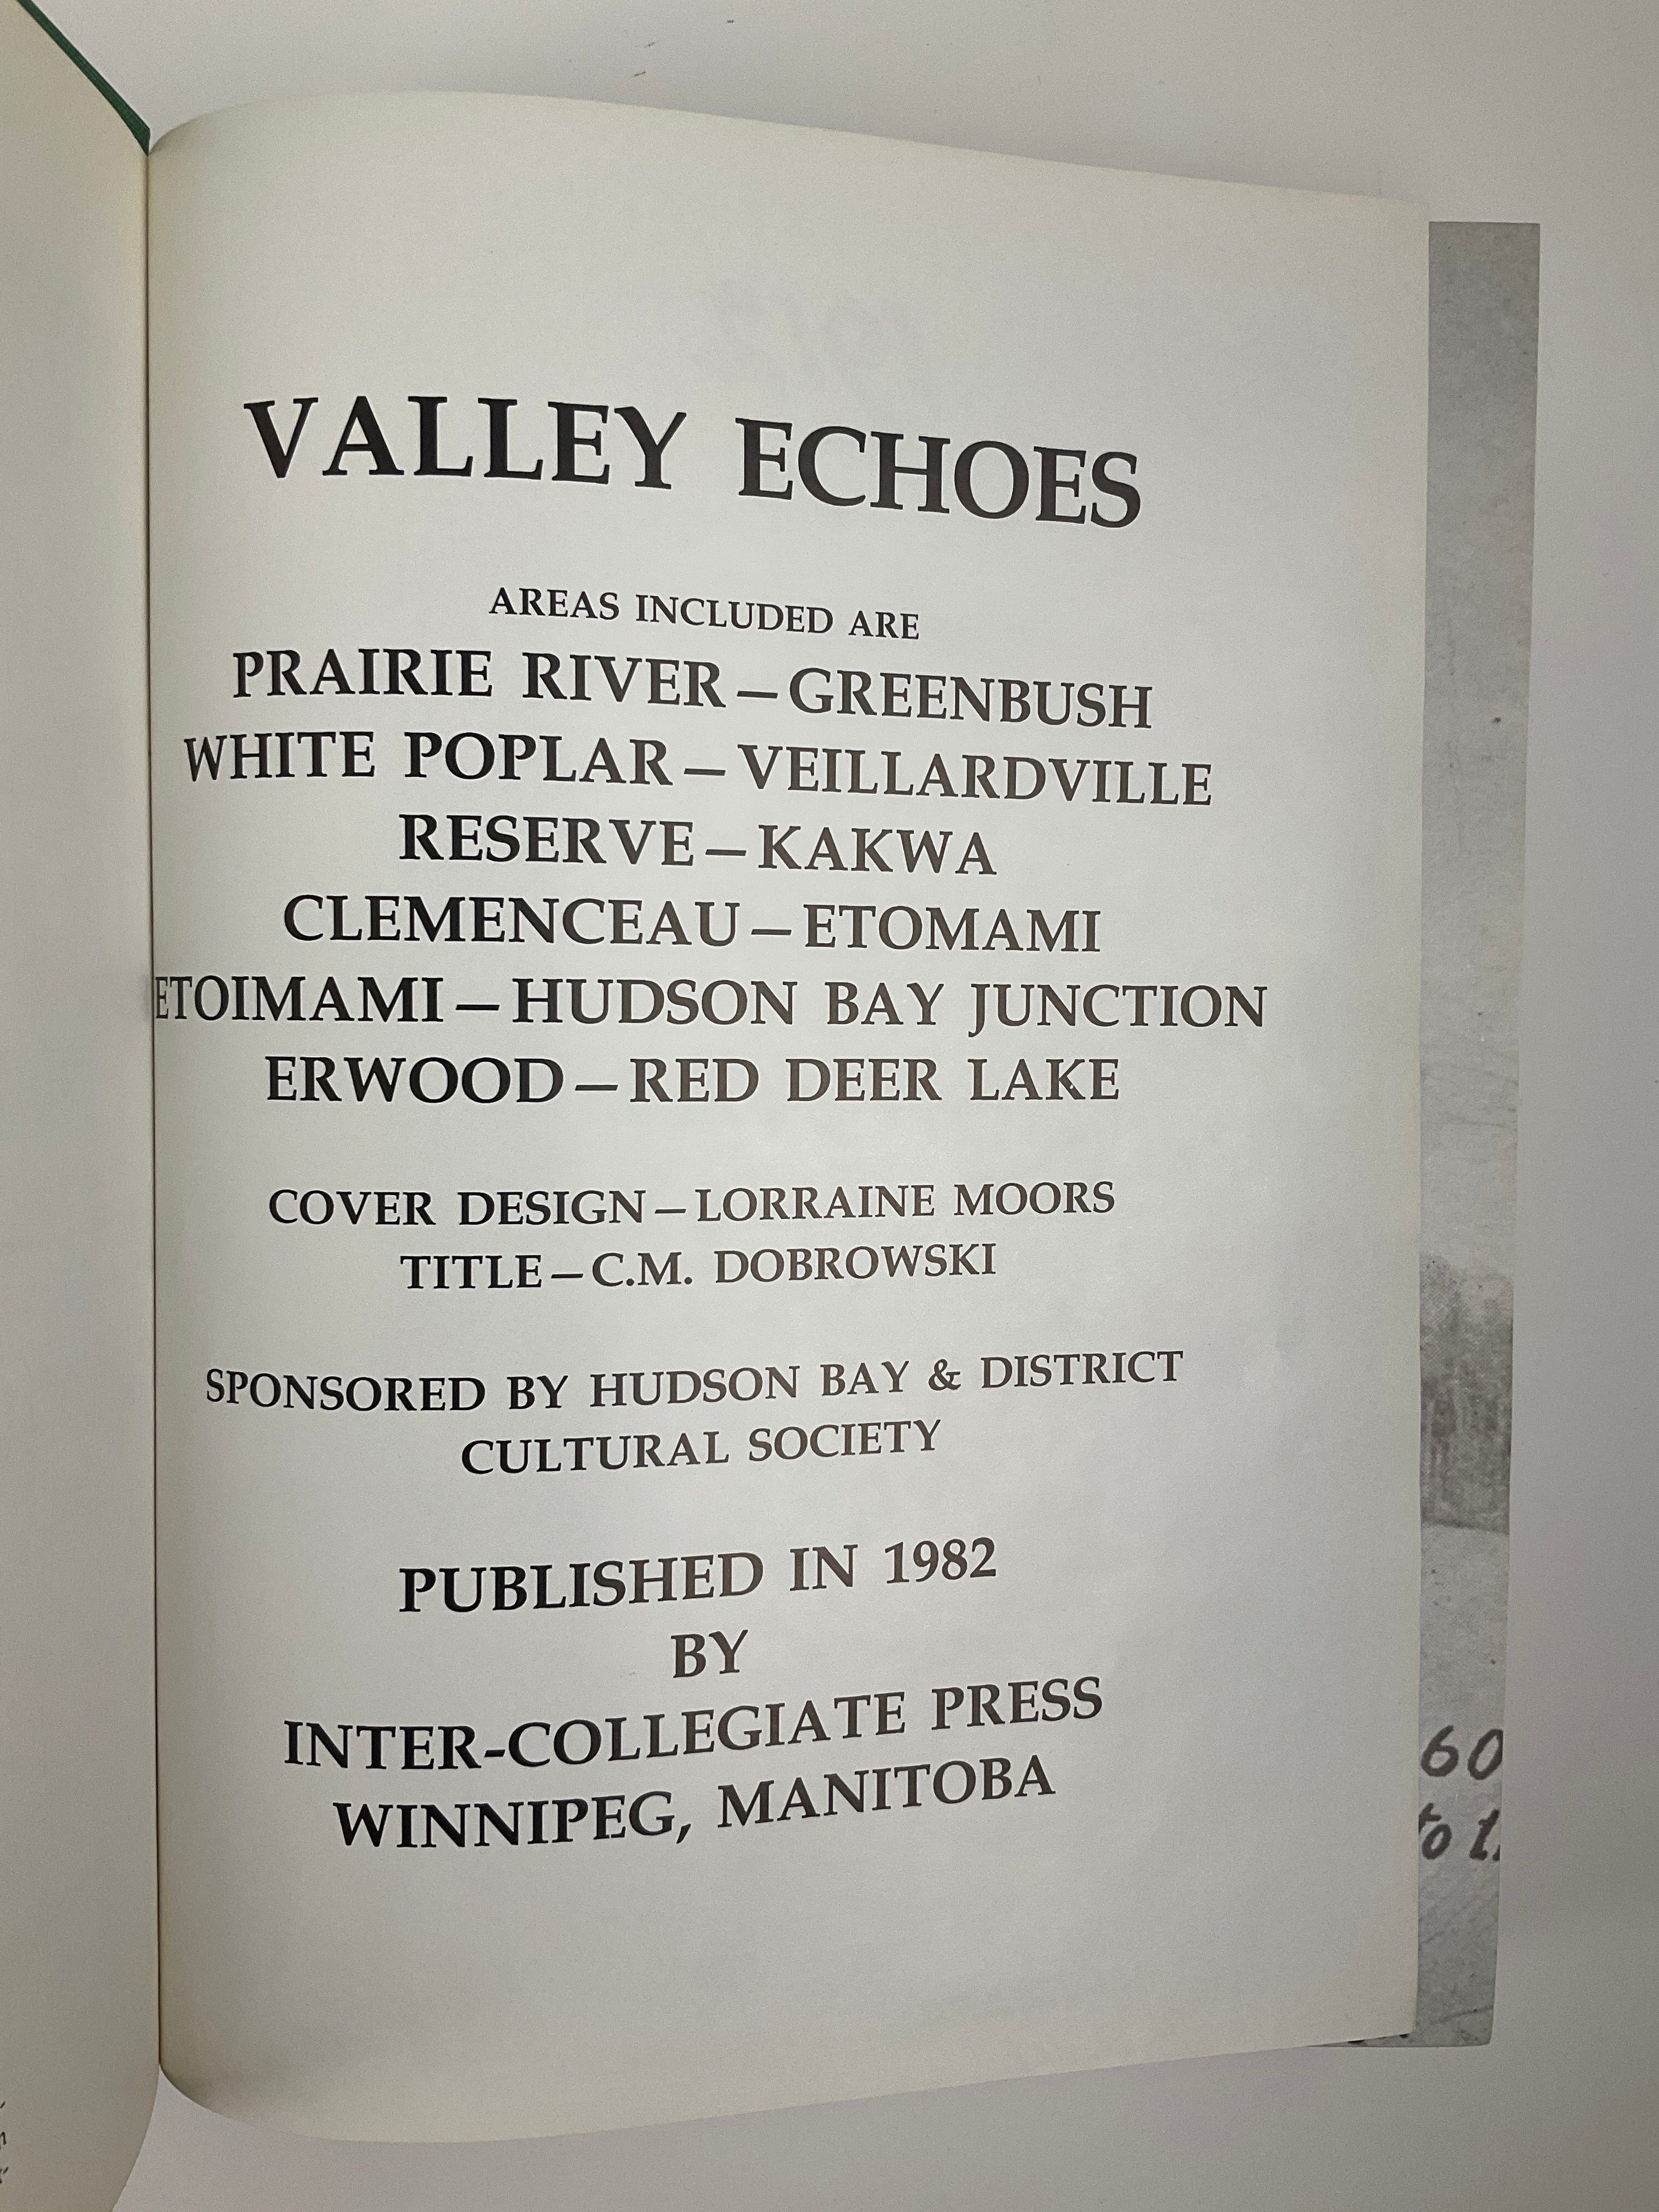 VALLEY ECHOES
AREAS INCLUDED ARE
PRAIRIE RIVER—GREENBUSH
WHITE POPLAR—VEILLARDVILLE
RESERVE—KAKWA
CLEMENCEAU—ETOMAMI
ETOIMAMI—HUDSON BAY JUNCTION
ERWOOD—RED DEER LAKE
COVER DESIGN—LORRAINE MOORS
TITLE—C.M. DOBROWSKI
SPONSORED BY HUDSON BAY & DISTRICT
CULTURAL SOCIETY
PUBLISHED IN 1982
BY
INTER-COLLEGIATE PRESS
WINNIPEG, MANITOBA
60
to